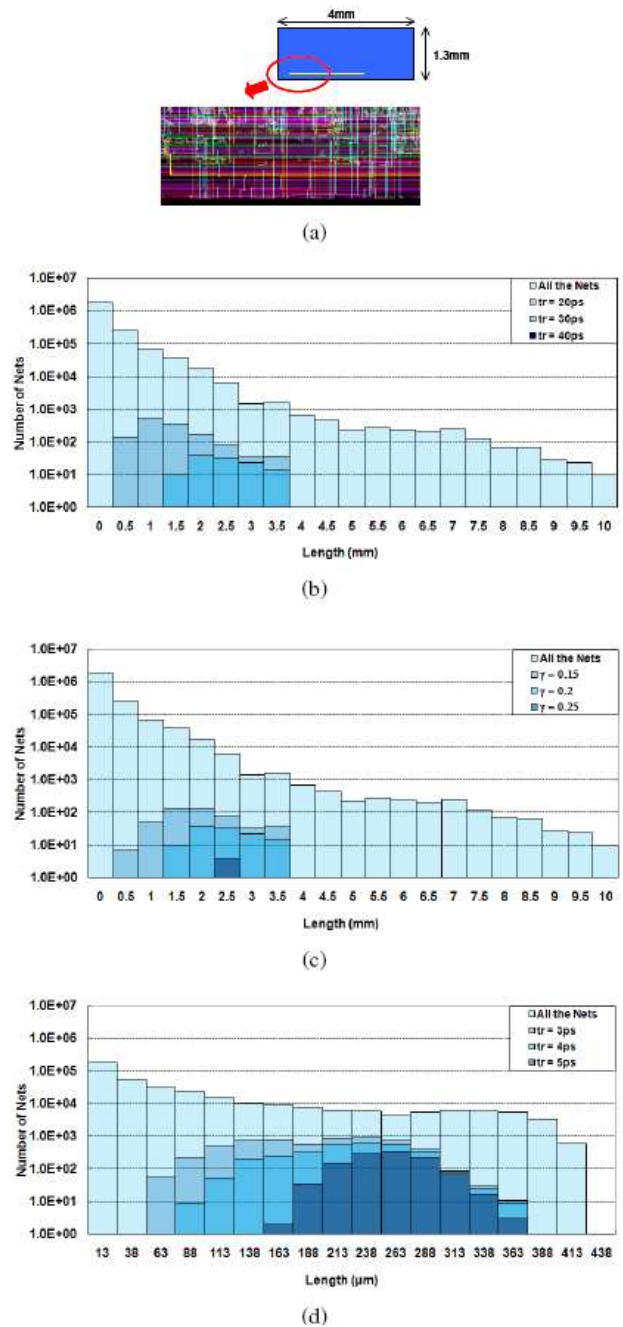 4mm
1.3mm
(a)
1.0E+07
1.0E+06
1.0E+05
1.0E+04
1.0E+03
1.0E+02
1.0E+01
1.0E+00
Number of Nets
All the Nets
tr = 20ps
tr = 30ps
tr = 40ps
0 0.5 1 1.5 2 2.5 3 3.5 4 4.5 5 5.5 6 6.5 7 7.5 8 8.5 9 9.5 10
Length (mm)
(b)
1.0E+07
1.0E+06
1.0E+05
1.0E+04
1.0E+03
1.0E+02
1.0E+01
1.0E+00
Number of Nets
All the Nets
γ = 0.15
γ = 0.2
γ = 0.25
0 0.5 1 1.5 2 2.5 3 3.5 4 4.5 5 5.5 6 6.5 7 7.5 8 8.5 9 9.5 10
Length (mm)
(c)
1.0E+07
1.0E+06
1.0E+05
1.0E+04
1.0E+03
1.0E+02
1.0E+01
1.0E+00
Number of Nets
All the Nets
tr = 3ps
tr = 4ps
tr = 5ps
13 38 63 88 113 138 163 188 213 238 263 288 313 338 363 388 413 438
Length (μm)
(d)